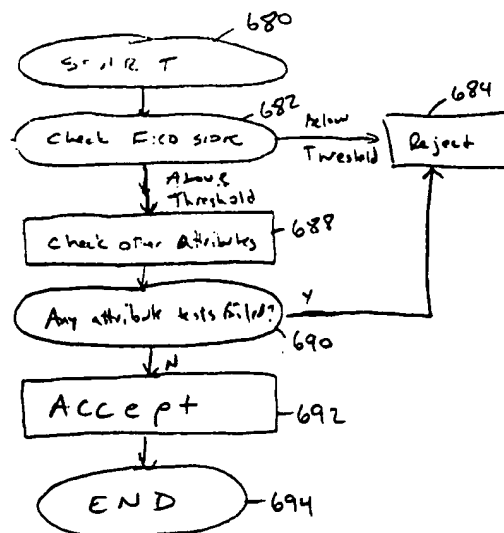 680
START
682
684
Check FICO score
Below
Threshold
Reject
Above
Threshold
Check other Attributes
688
Any attribute tests failed?
Y
690
N
Accept
692
END
694